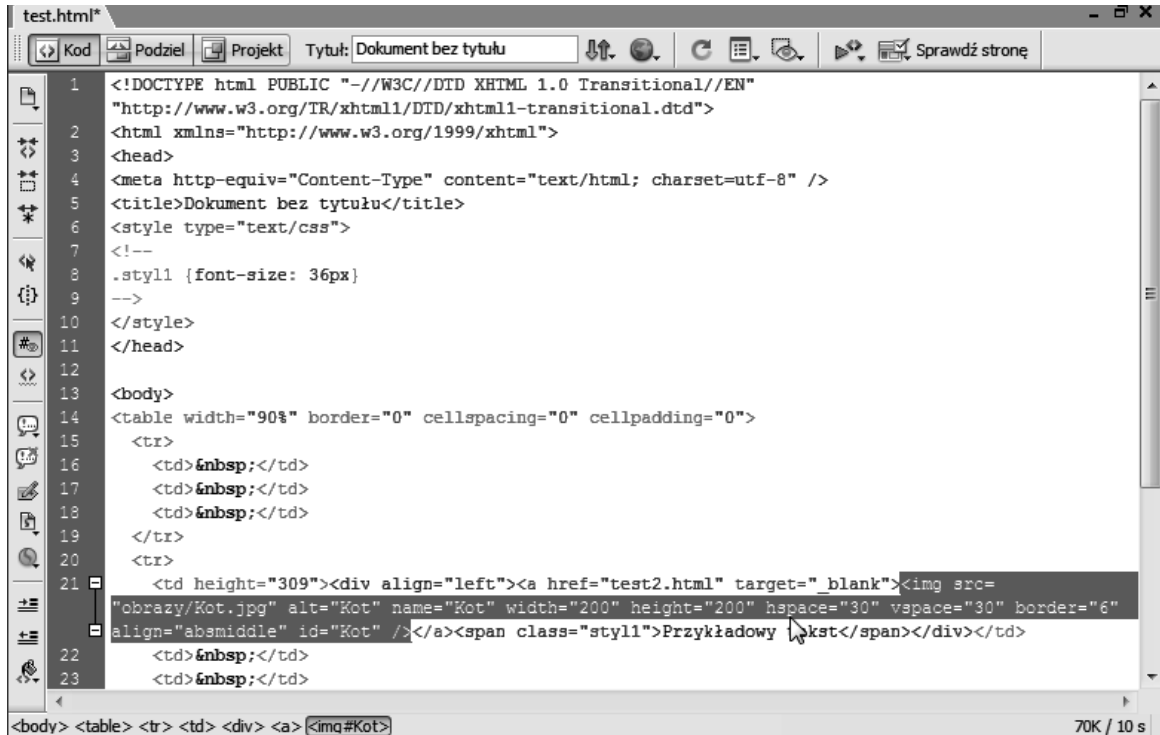 test.html*
Kod Podziel Projekt Tytuł: Dokument bez tytułu Sprawdź stronę
1 <!DOCTYPE html PUBLIC "-//W3C//DTD XHTML 1.0 Transitional//EN"
"http://www.w3.org/TR/xhtml1/DTD/xhtml1-transitional.dtd">
2 <html xmlns="http://www.w3.org/1999/xhtml">
3 <head>
4 <meta http-equiv="Content-Type" content="text/html; charset=utf-8" />
5 <title>Dokument bez tytułu</title>
6 <style type="text/css">
7 <!--
8 .styl1 {font-size: 36px}
9 -->
10 </style>
11 </head>
12
13 <body>
14 <table width="90%" border="0" cellspacing="0" cellpadding="0">
15 <tr>
16 <td>&nbsp;</td>
17 <td>&nbsp;</td>
18 <td>&nbsp;</td>
19 </tr>
20 <tr>
21 <td height="309"><div align="left"><a href="test2.html" target="_blank"><img src=
"obrazy/Kot.jpg" alt="Kot" name="Kot" width="200" height="200" hspace="30" vspace="30" border="6"
align="absmiddle" id="Kot" /></a><span class="styl1">Przykładowy tekst</span></div></td>
22 <td>&nbsp;</td>
23 <td>&nbsp;</td>
<body> <table> <tr> <td> <div> <a> <img#Kot> 70K / 10 s